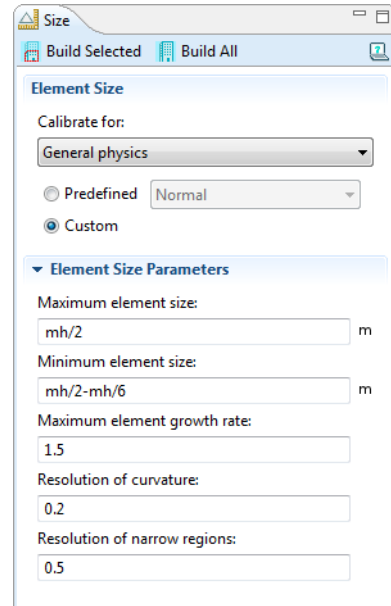 Size
Build Selected Build All
Element Size
Calibrate for:
General physics
Predefined Normal
Custom
Element Size Parameters
Maximum element size:
mh/2 m
Minimum element size:
mh/2-mh/6 m
Maximum element growth rate:
1.5
Resolution of curvature:
0.2
Resolution of narrow regions:
0.5